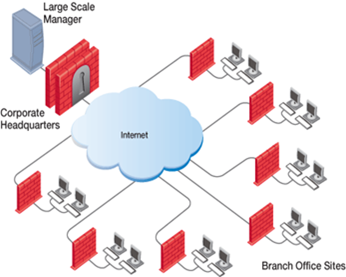 Large Scale
Manager
Corporate
Headquarters
Internet
Branch Office Sites